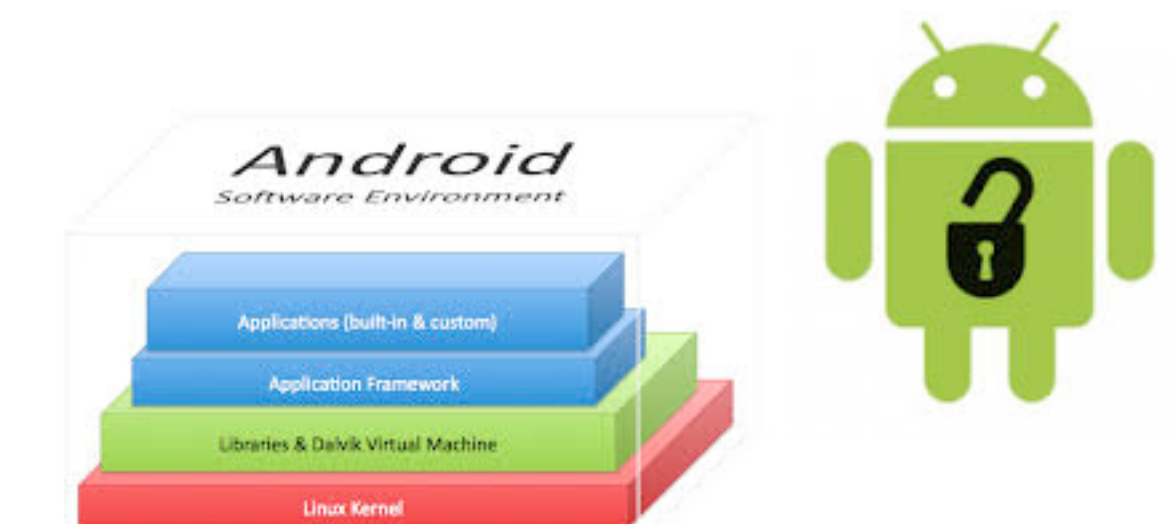 Android
Software Environment
Applications (built-in & custom)
Application Framework
Libraries & Dalvik Virtual Machine
Linux Kernel